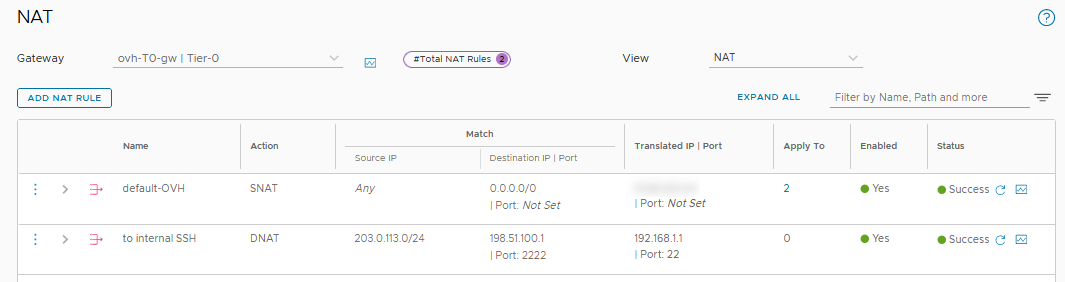 NAT
Gateway ovh-T0-gw | Tier-0 #Total NAT Rules 2 View NAT
ADD NAT RULE EXPAND ALL Filter by Name, Path and more
Match
Name Action Translated IP | Port Apply To Enabled Status
Source IP Destination IP | Port
default-OVH SNAT Any 0.0.0.0/0 2 Yes Success
| Port: Not Set | Port: Not Set
to internal SSH DNAT 203.0.113.0/24 198.51.100.1 192.168.1.1 0 Yes Success
| Port: 2222 | Port: 22